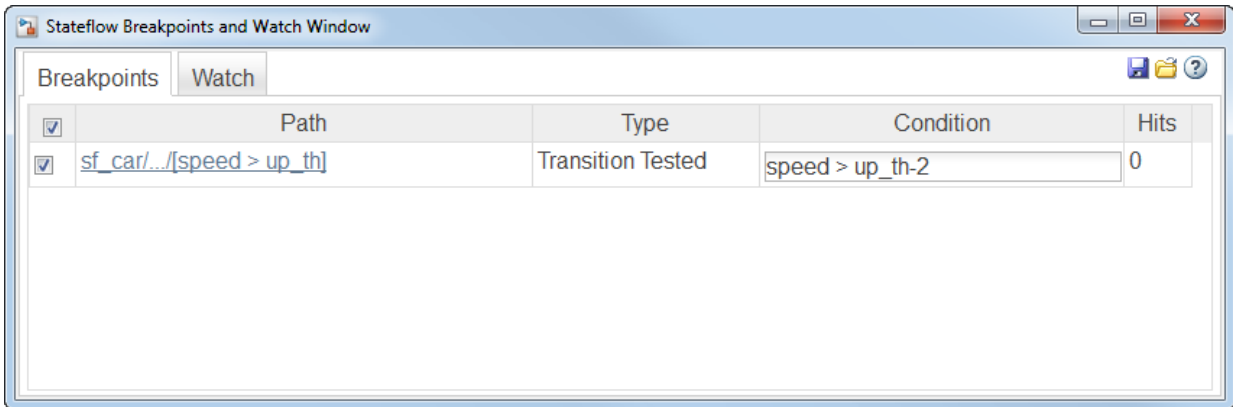 Stateflow Breakpoints and Watch Window
Breakpoints Watch
Path Type Condition Hits
sf_car/.../[speed > up_th] Transition Tested speed > up_th-2 0